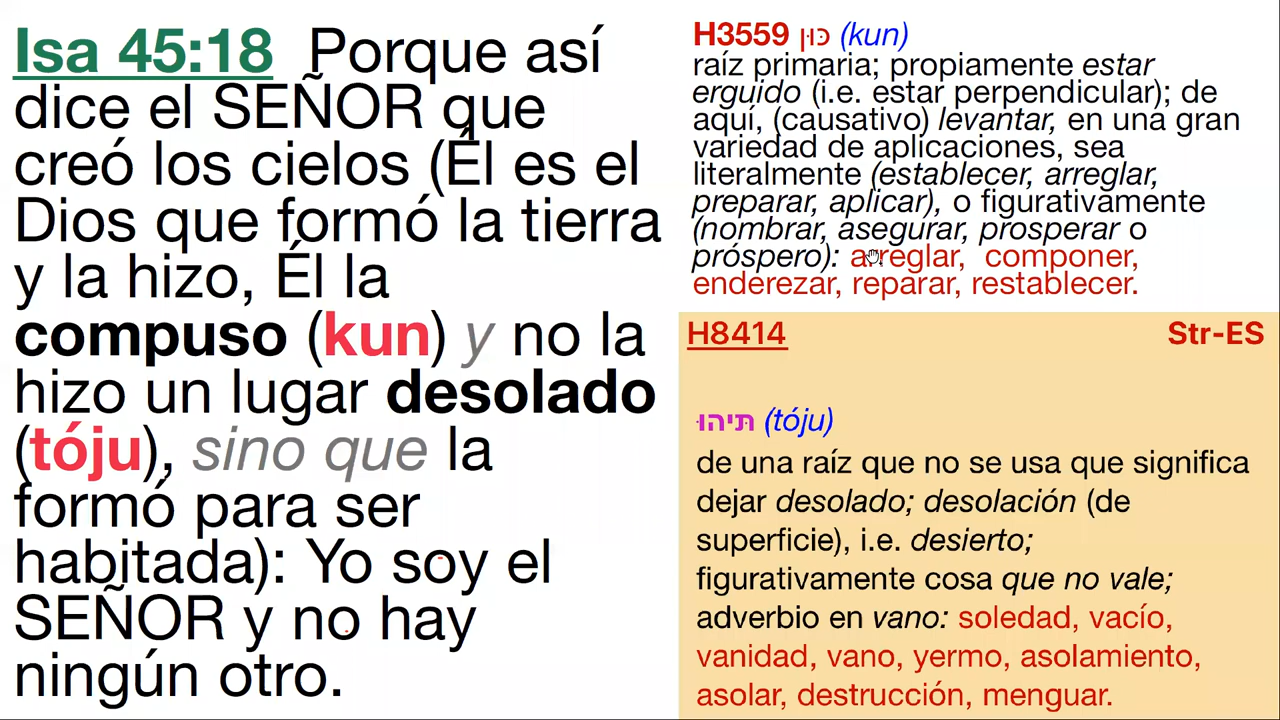 Isa 45:18 Porque así
dice el SEÑOR que
creó los cielos (Él es el
Dios que formó la tierra
y la hizo, Él la
compuso (kun) y no la
hizo un lugar desolado
(tóju), sino que la
formó para ser
habitada): Yo soy el
SEÑOR y no hay
ningún otro.
H3559 כּוּן (kun)
raíz primaria; propiamente estar
erguido (i.e. estar perpendicular); de
aquí, (causativo) levantar, en una gran
variedad de aplicaciones, sea
literalmente (establecer, arreglar,
preparar, aplicar), o figurativamente
(nombrar, asegurar, prosperar o
próspero): arreglar, componer,
enderezar, reparar, restablecer.
H8414 Str-ES
תּיהוּ (tóju)
de una raíz que no se usa que significa
dejar desolado; desolación (de
superficie), i.e. desierto;
figurativamente cosa que no vale;
adverbio en vano: soledad, vacío,
vanidad, vano, yermo, asolamiento,
asolar, destrucción, menguar.